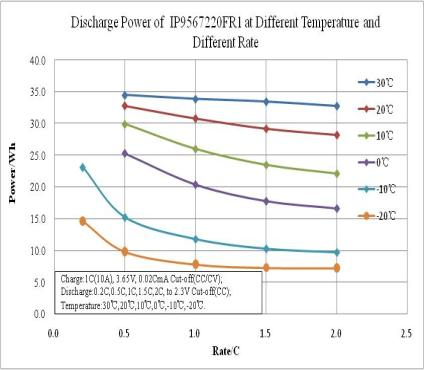 Discharge Power of IP9567220FR1 at Different Temperature and
Different Rate
40.0
35.0
30.0
25.0
20.0
15.0
10.0
5.0
0.0
Power/Wh
30℃
20℃
10℃
0℃
-10℃
-20℃
Charge:1C(10A), 3.65V, 0.02CmA Cut-off(CC/CV);
Discharge:0.2C,0.5C,1C,1.5C,2C, to 2.3V Cut-off(CC);
Temperature:30℃,20℃,10℃,0℃,-10℃,-20℃.
0.0 0.5 1.0 1.5 2.0 2.5
Rate/C